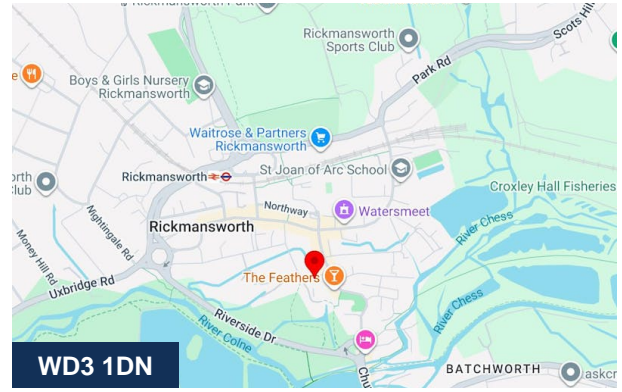 Rickmansworth Park
Rickmansworth
Sports Club
Scots Hill
Park Rd
Boys & Girls Nursery
Rickmansworth
Waitrose & Partners
Rickmansworth
St Joan of Arc School
Rickmansworth
Croxley Hall Fisheries
Club
Northway
Watersmeet
Nightingale Rd
Money Hill Rd
River Chess
Rickmansworth
The Feathers
Uxbridge Rd
Riverside Dr
River Chess
River Colne
WD3 1DN
BATCHWORTH